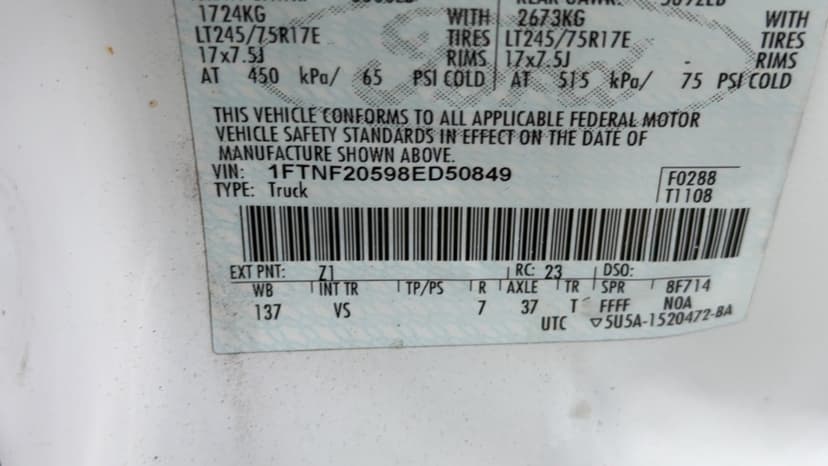 1724KG WITH 2673KG WITH
LT245/75R17E TIRES LT245/75R17E TIRES
17x7.5J RIMS 17x7.5J - RIMS
AT 450 kPa/ 65 PSI COLD AT 515 kPa/ 75 PSI COLD
THIS VEHICLE CONFORMS TO ALL APPLICABLE FEDERAL MOTOR
VEHICLE SAFETY STANDARDS IN EFFECT ON THE DATE OF
MANUFACTURE SHOWN ABOVE.
VIN: 1FTNF20598ED50849 F0288
TYPE: Truck T1108
EXT PNT: Z1 RC: 23 DSO:
WB INT TR TP/PS R AXLE TR SPR 8F714
137 VS 7 37 T FFFF NOA
UTC ▽5U5A-1520472-BA